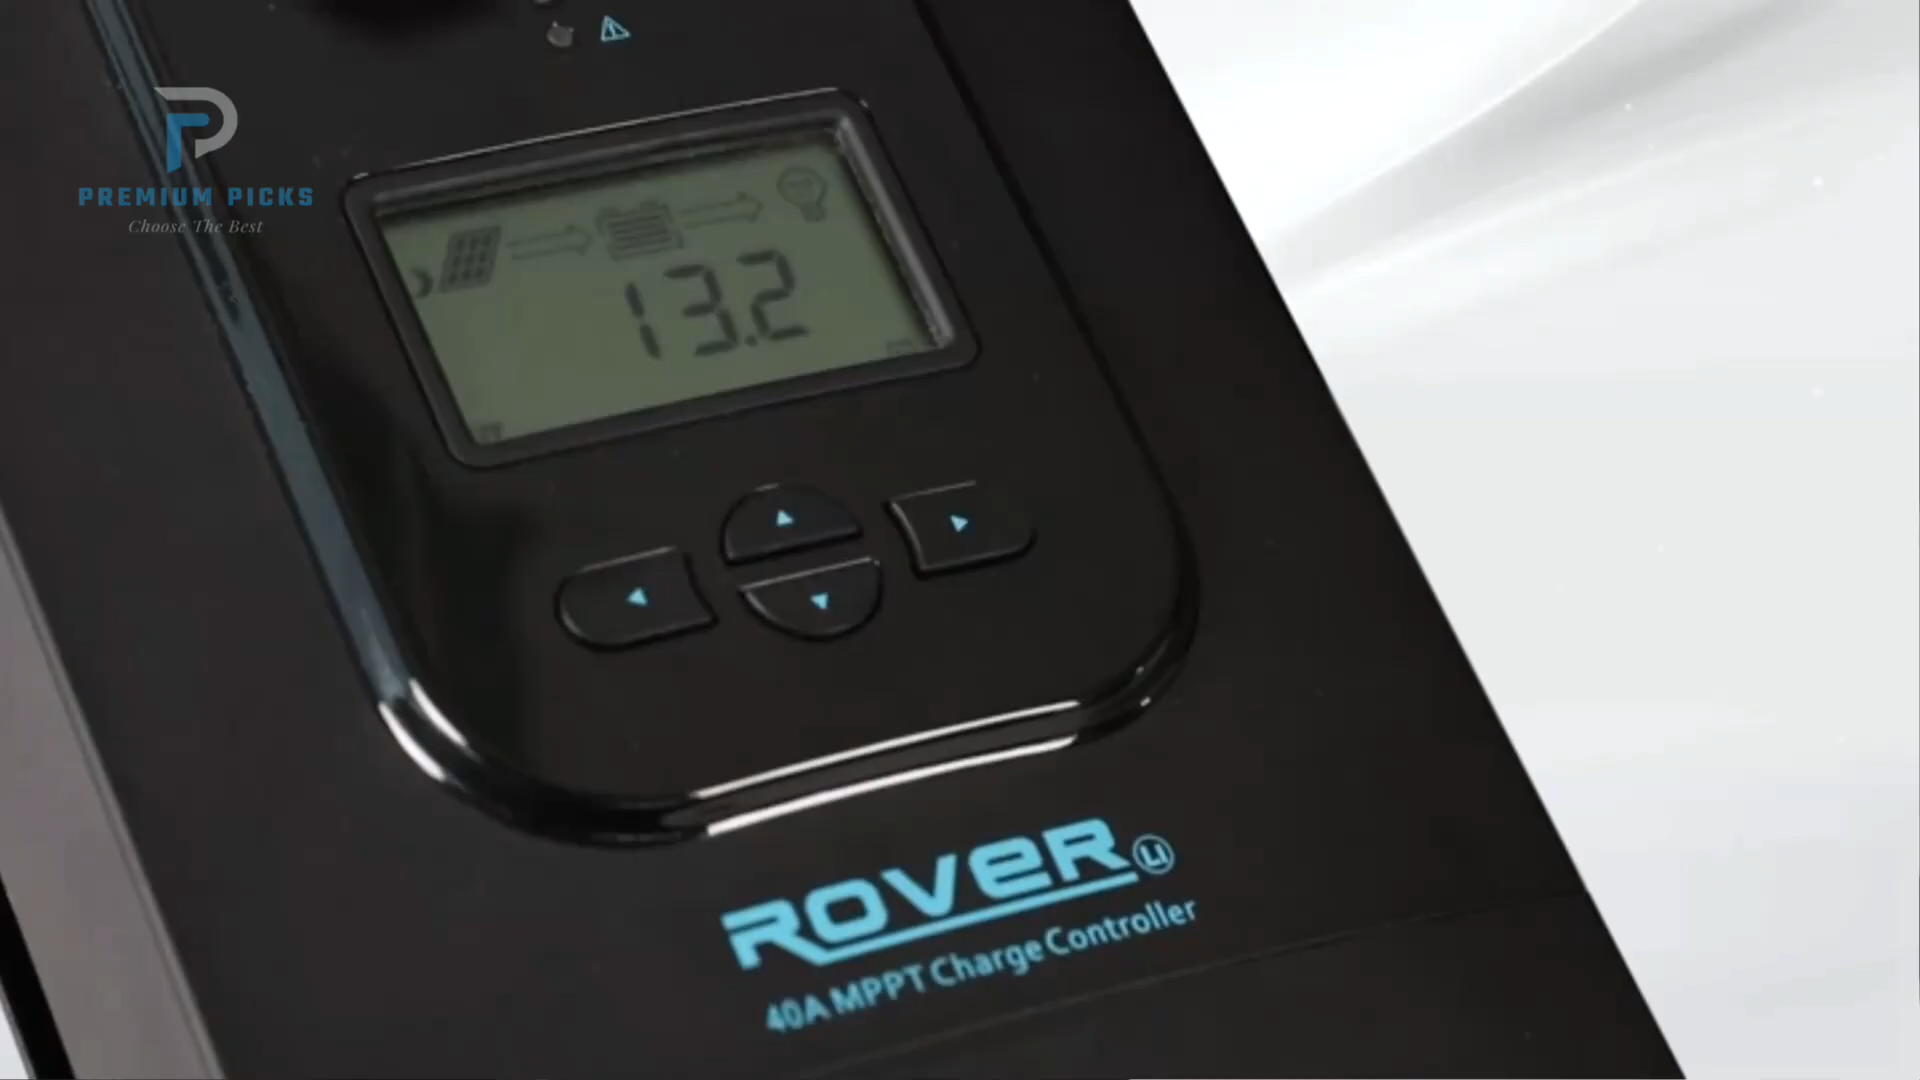 PREMIUM PICKS
Choose The Best
13.2
ROVER LI
40A MPPT Charge Controller